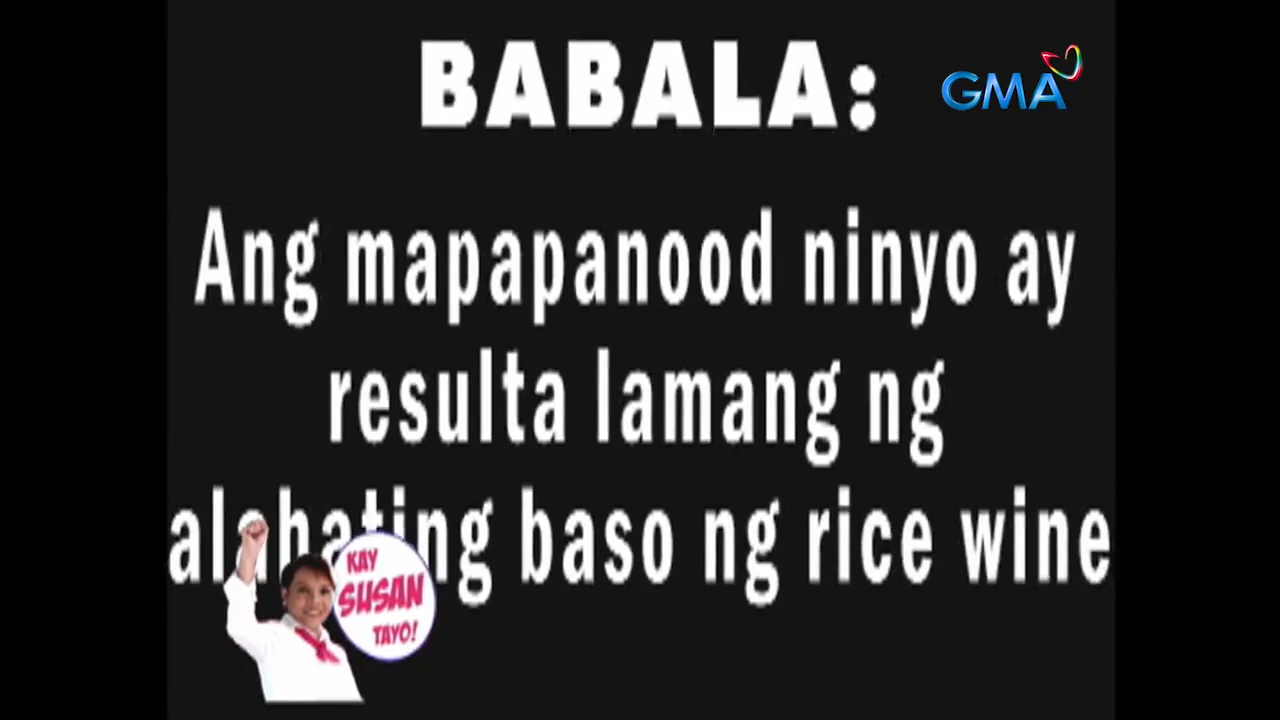 BABALA:
GMA
Ang mapapanood ninyo ay
resulta lamang ng
alahating baso ng rice wine
KAY
SUSAN
TAYO!